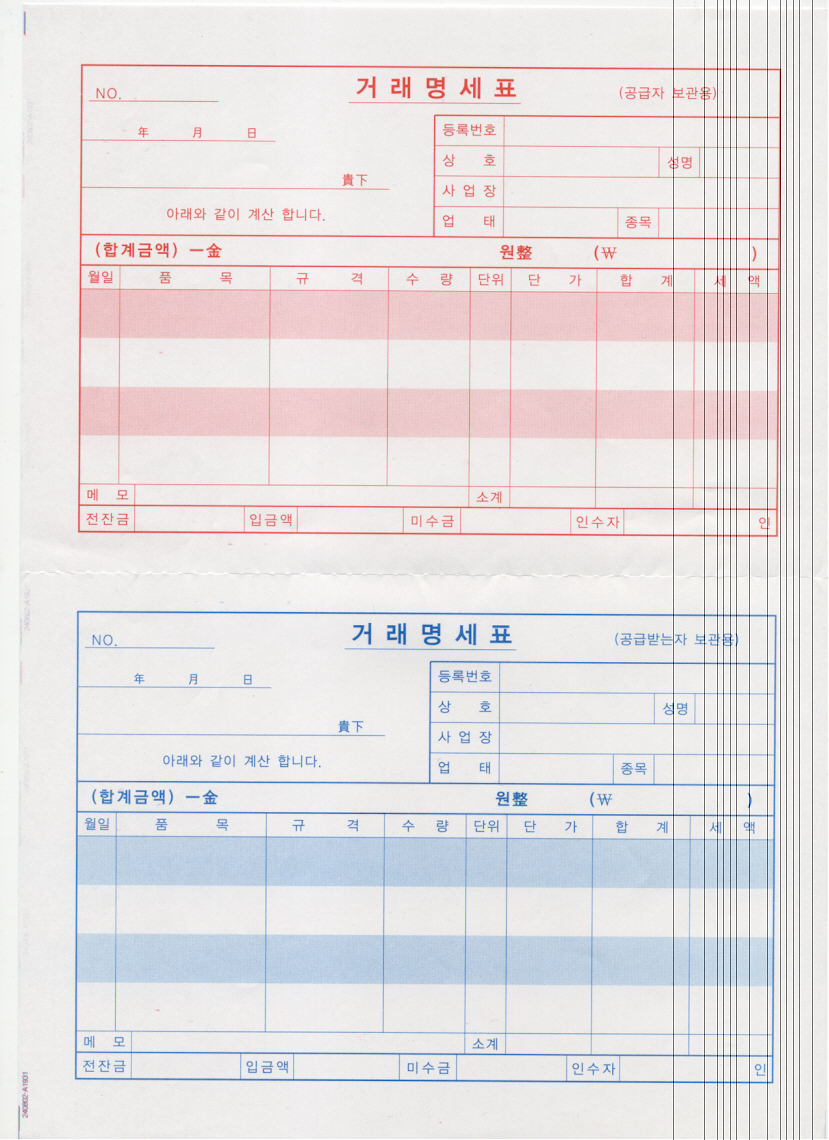 NO. 거래명세표 (공급자 보관용)
年 月 日 등록번호
상 호 성명
貴下 사업장
아래와 같이 계산 합니다. 업 태 종목
(합계금액) 一金 원整 (₩ )
월일 품 목 규 격 수 량 단위 단 가 합 계 세 액
메 모 소계
전잔금 입금액 미수금 인수자 인
NO. 거래명세표 (공급받는자 보관용)
年 月 日 등록번호
상 호 성명
貴下 사업장
아래와 같이 계산 합니다. 업 태 종목
(합계금액) 一金 원整 (₩ )
월일 품 목 규 격 수 량 단위 단 가 합 계 세 액
메 모 소계
전잔금 입금액 미수금 인수자 인